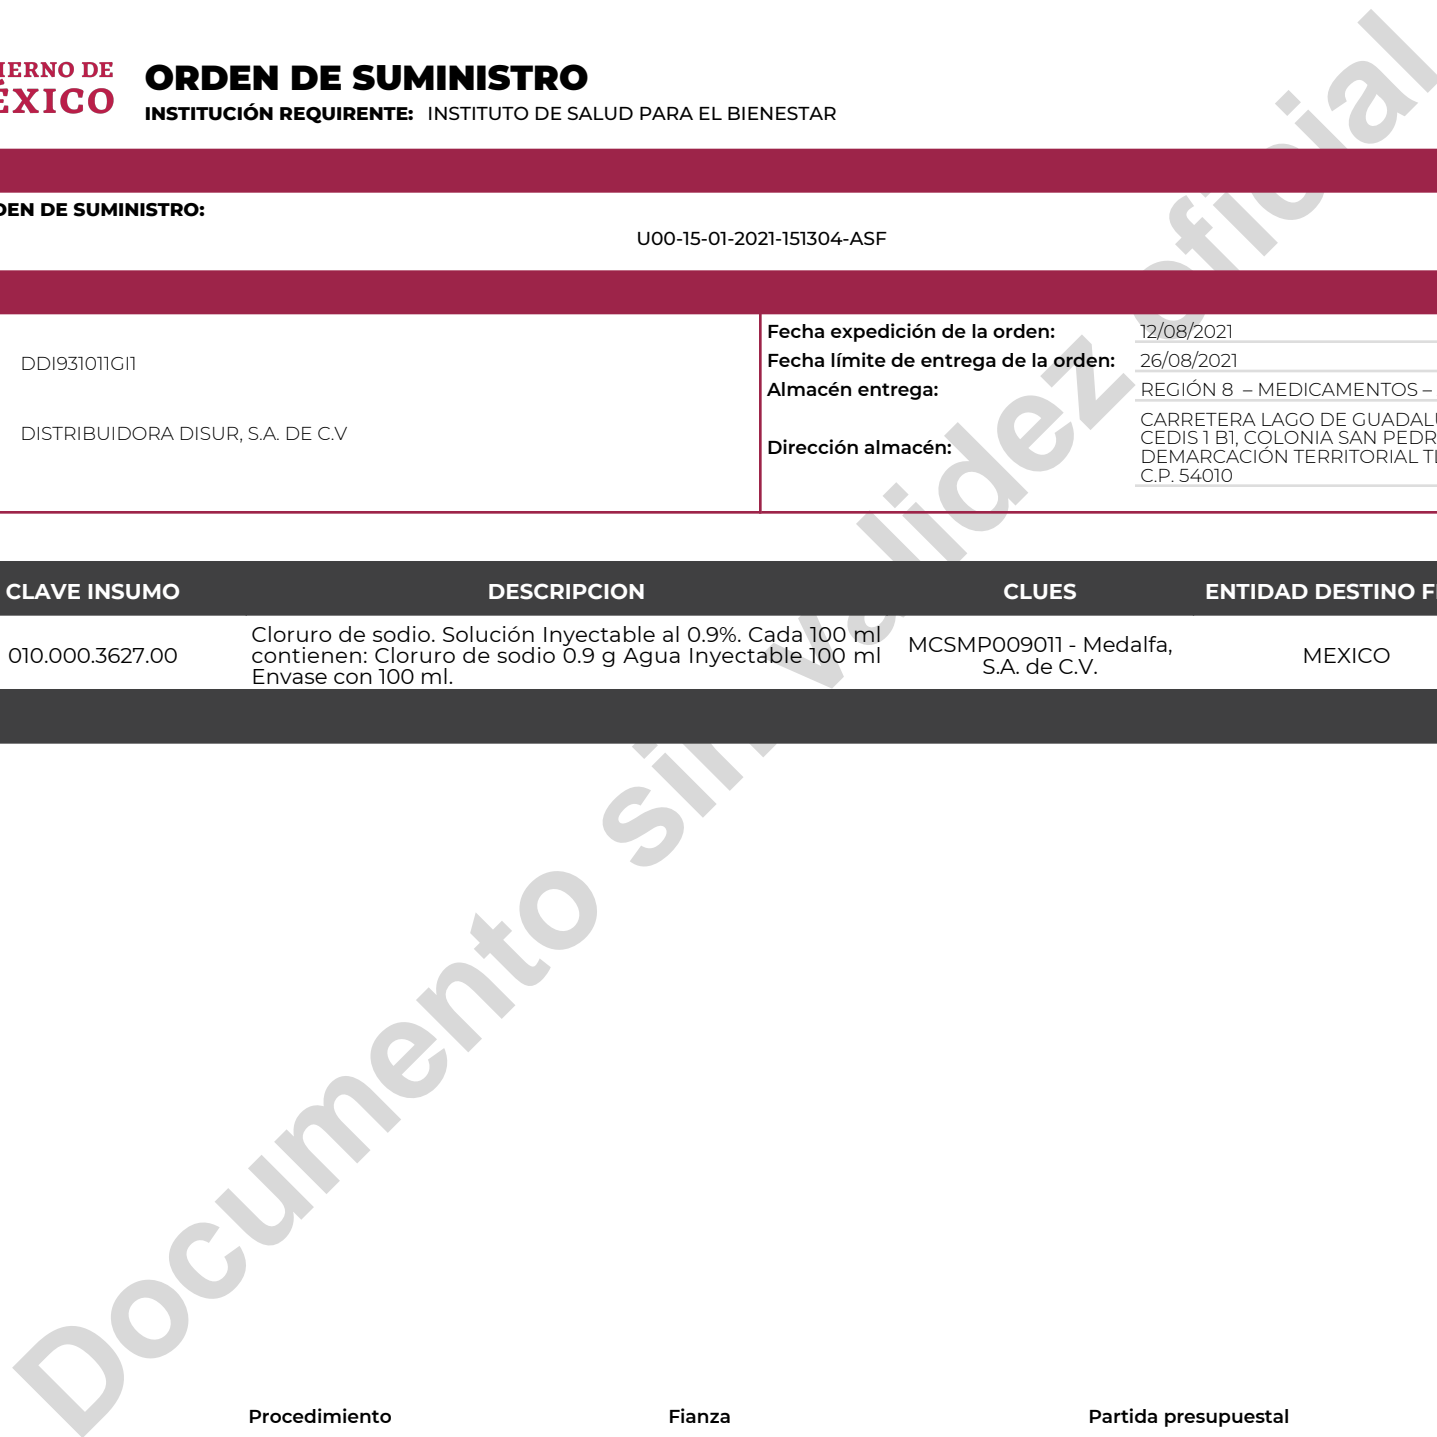 IERNO DE
ÉXICO
ORDEN DE SUMINISTRO
INSTITUCIÓN REQUIRENTE: INSTITUTO DE SALUD PARA EL BIENESTAR
DEN DE SUMINISTRO:
U00-15-01-2021-151304-ASF
DDI931011GI1
DISTRIBUIDORA DISUR, S.A. DE C.V
Fecha expedición de la orden: 12/08/2021
Fecha límite de entrega de la orden: 26/08/2021
Almacén entrega: REGIÓN 8 – MEDICAMENTOS –
Dirección almacén:
CARRETERA LAGO DE GUADALU
CEDIS 1 B1, COLONIA SAN PEDR
DEMARCACIÓN TERRITORIAL TL
C.P. 54010
CLAVE INSUMO DESCRIPCION CLUES ENTIDAD DESTINO F
010.000.3627.00
Cloruro de sodio. Solución Inyectable al 0.9%. Cada 100 ml
contienen: Cloruro de sodio 0.9 g Agua Inyectable 100 ml
Envase con 100 ml.
MCSMP009011 - Medalfa,
S.A. de C.V.
MEXICO
Documento sin validez oficial
Procedimiento Fianza Partida presupuestal